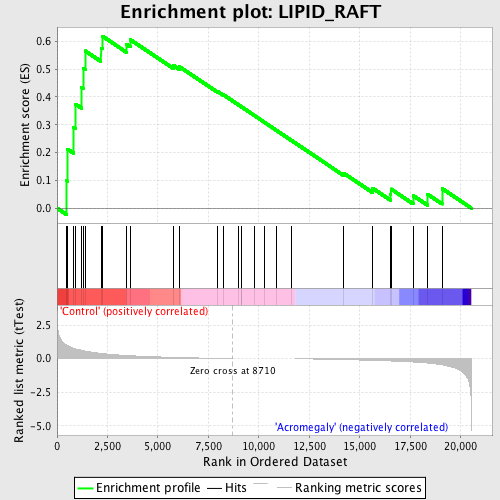 Enrichment plot: LIPID_RAFT
Enrichment score (ES)
0.6
0.5
0.4
0.3
0.2
0.1
0.0
'Control' (positively correlated)
Ranked list metric (tTest)
2.5
0.0
-2.5
-5.0
Zero cross at 8710
'Acromegaly' (negatively correlated)
0 2,500 5,000 7,500 10,000 12,500 15,000 17,500 20,000
Rank in Ordered Dataset
Enrichment profile Hits Ranking metric scores